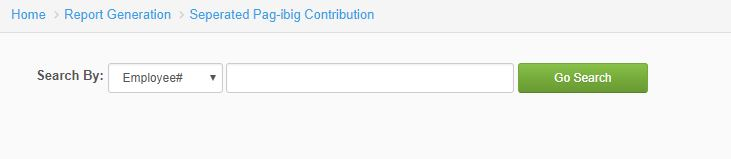 Home > Report Generation > Seperated Pag-ibig Contribution
Search By: Employee# Go Search